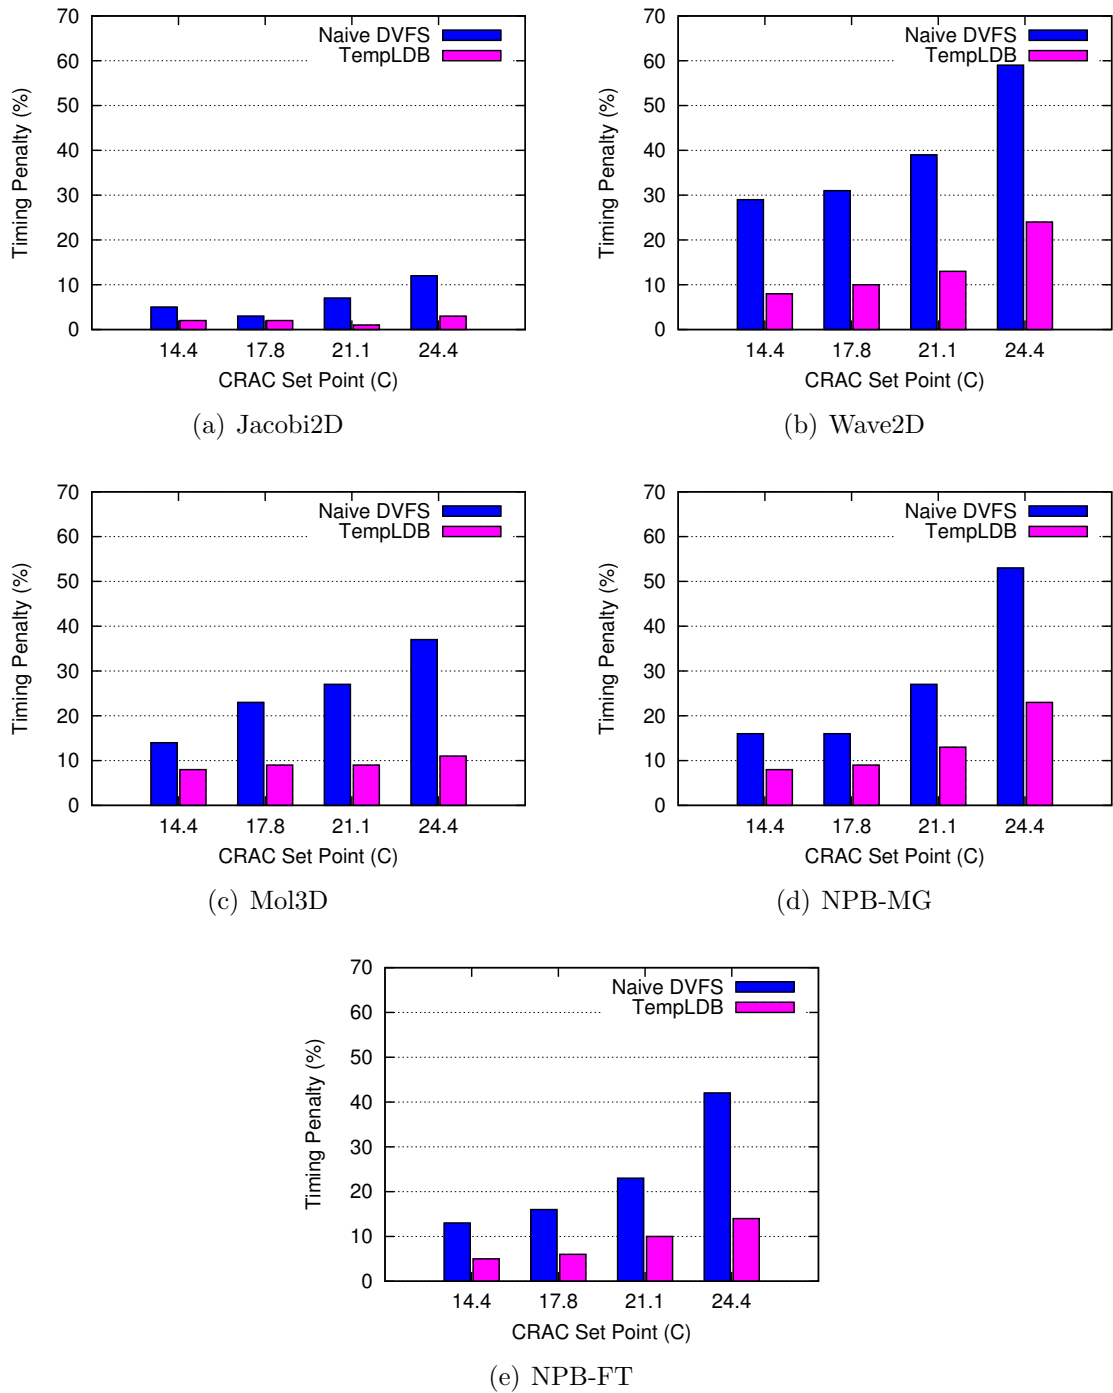 70
60
50
40
30
20
10
0
Timing Penalty (%)
Naive DVFS
TempLDB
14.4 17.8 21.1 24.4
CRAC Set Point (C)
(a) Jacobi2D
70
60
50
40
30
20
10
0
Timing Penalty (%)
Naive DVFS
TempLDB
14.4 17.8 21.1 24.4
CRAC Set Point (C)
(b) Wave2D
70
60
50
40
30
20
10
0
Timing Penalty (%)
Naive DVFS
TempLDB
14.4 17.8 21.1 24.4
CRAC Set Point (C)
(c) Mol3D
70
60
50
40
30
20
10
0
Timing Penalty (%)
Naive DVFS
TempLDB
14.4 17.8 21.1 24.4
CRAC Set Point (C)
(d) NPB-MG
70
60
50
40
30
20
10
0
Timing Penalty (%)
Naive DVFS
TempLDB
14.4 17.8 21.1 24.4
CRAC Set Point (C)
(e) NPB-FT